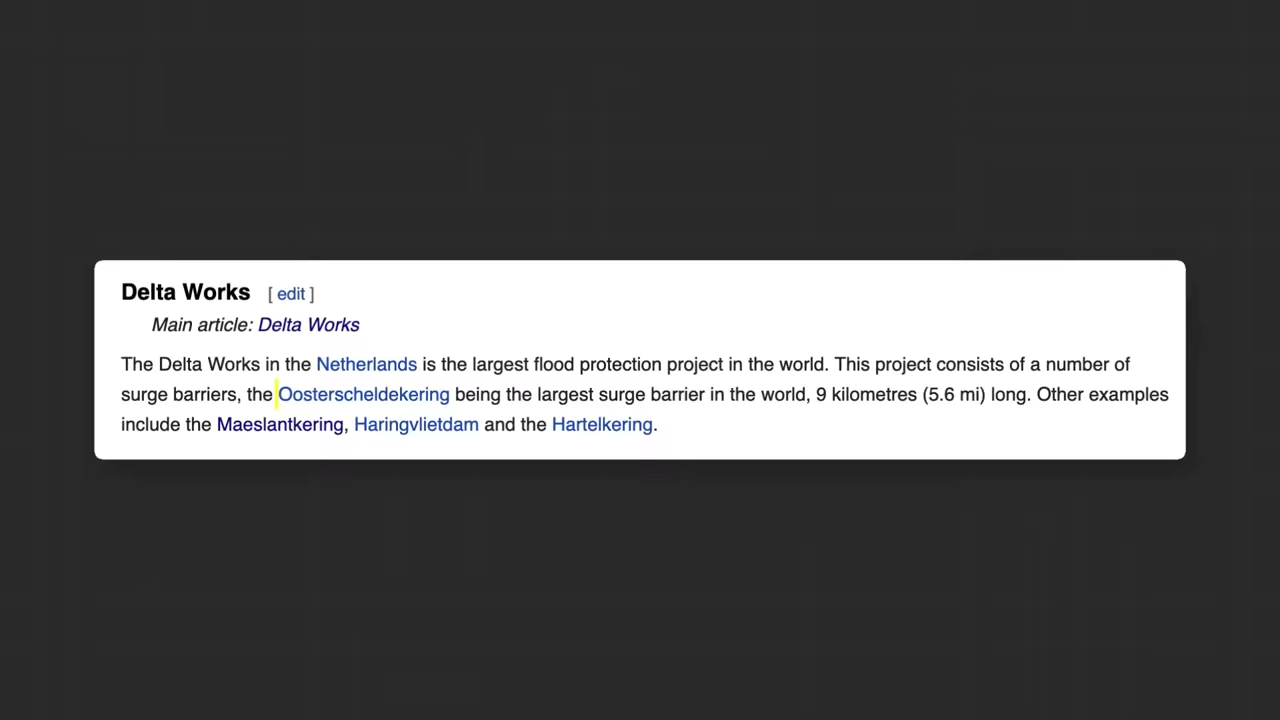 Delta Works [ edit ]
Main article: Delta Works
The Delta Works in the Netherlands is the largest flood protection project in the world. This project consists of a number of
surge barriers, the Oosterscheldekering being the largest surge barrier in the world, 9 kilometres (5.6 mi) long. Other examples
include the Maeslantkering, Haringvlietdam and the Hartelkering.